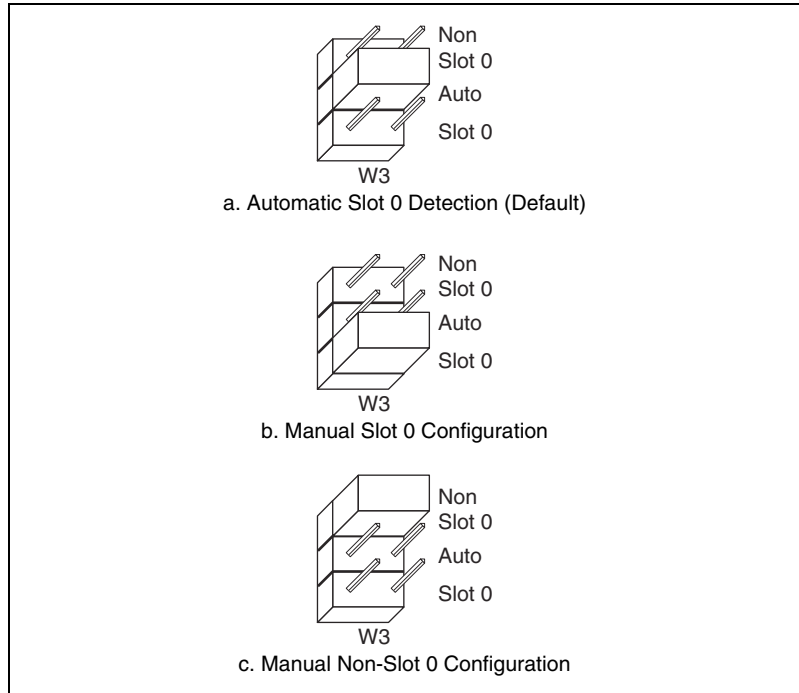 Non
Slot 0
Auto
Slot 0
W3
a. Automatic Slot 0 Detection (Default)
Non
Slot 0
Auto
Slot 0
W3
b. Manual Slot 0 Configuration
Non
Slot 0
Auto
Slot 0
W3
c. Manual Non-Slot 0 Configuration